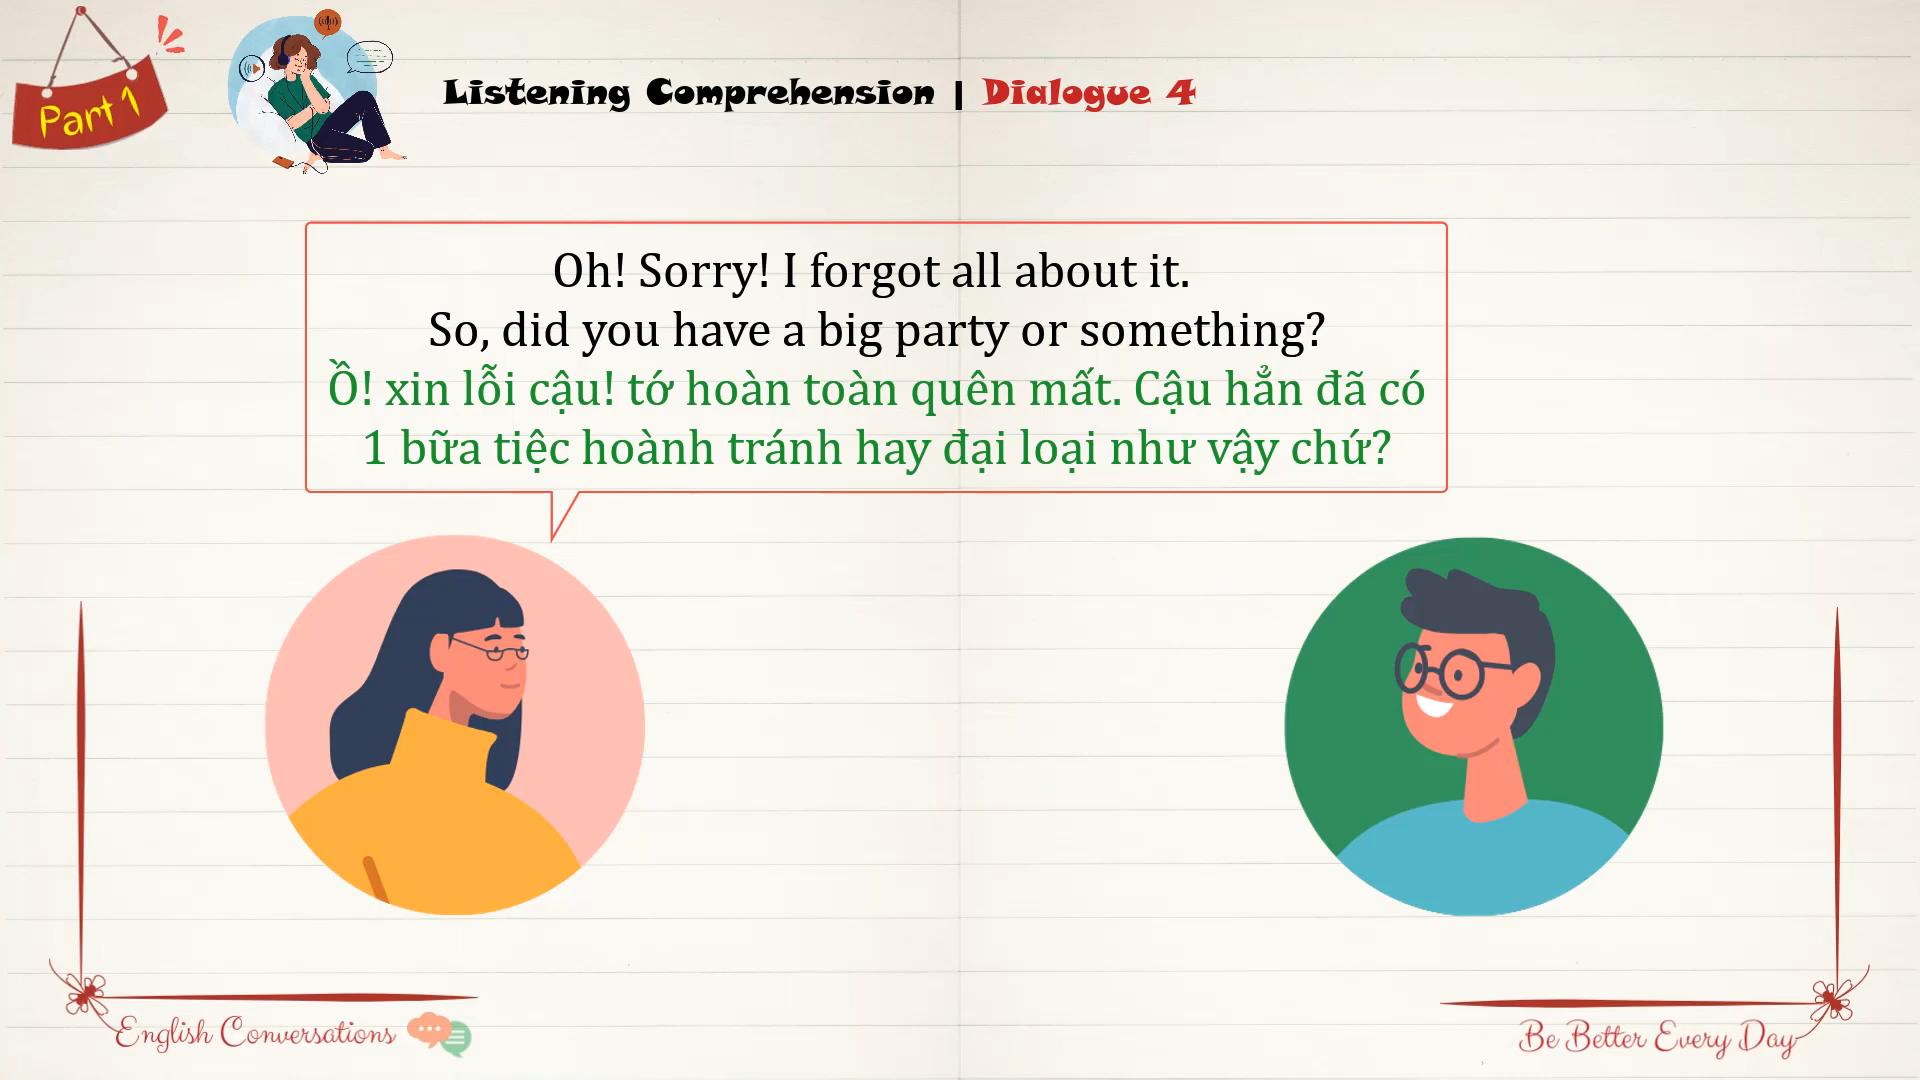 Part 1
Listening Comprehension | Dialogue 4
Oh! Sorry! I forgot all about it.
So, did you have a big party or something?
Ồ! xin lỗi cậu! tớ hoàn toàn quên mất. Cậu hẳn đã có
1 bữa tiệc hoành tránh hay đại loại như vậy chứ?
English Conversations
Be Better Every Day